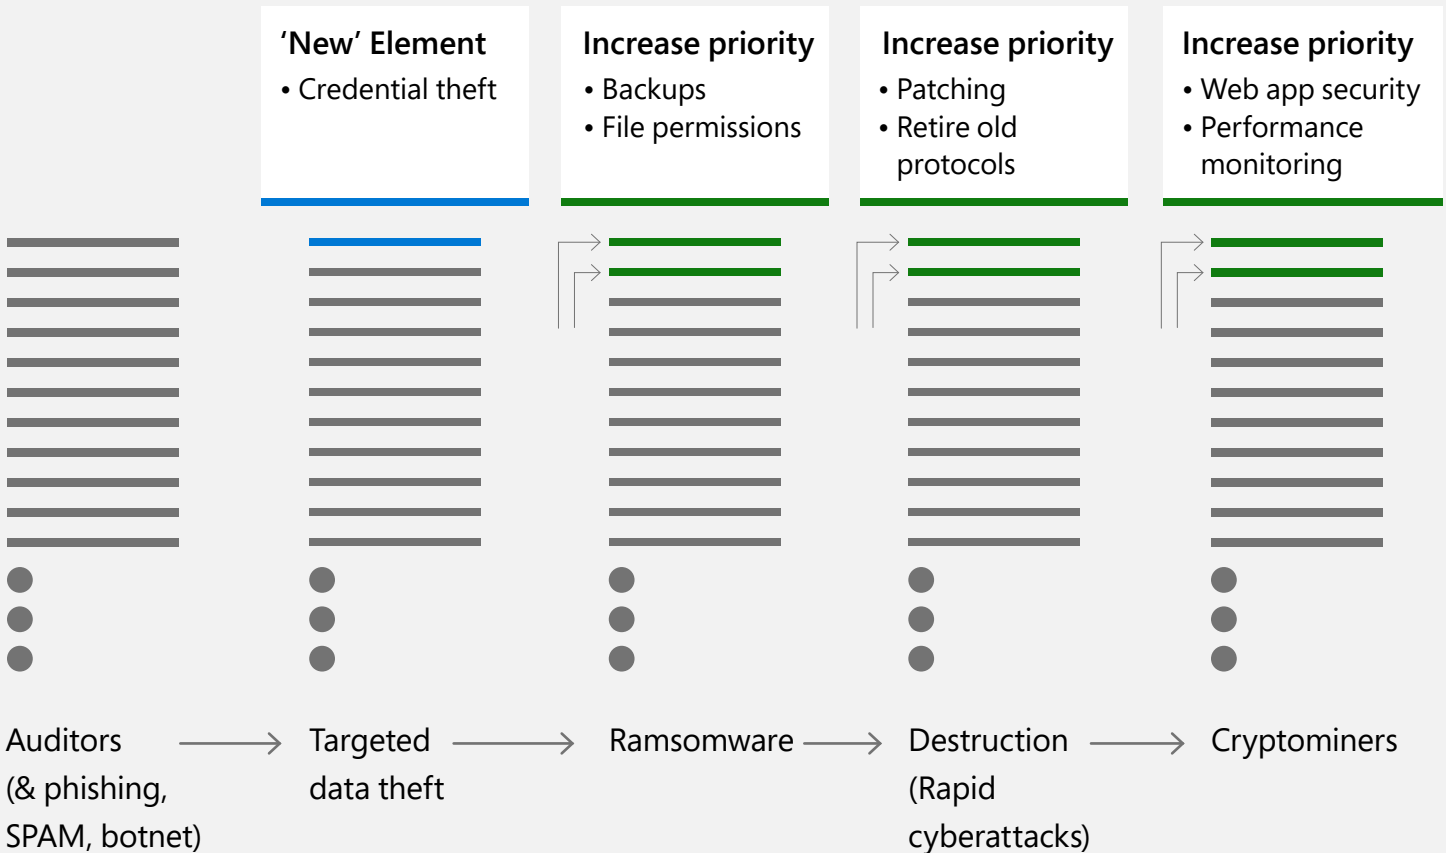 ‘New’ Element
• Credential theft
Increase priority
• Backups
• File permissions
Increase priority
• Patching
• Retire old
protocols
Increase priority
• Web app security
• Performance
monitoring
Auditors
(& phishing,
SPAM, botnet)
Targeted
data theft
Ramsomware
Destruction
(Rapid
cyberattacks)
Cryptominers